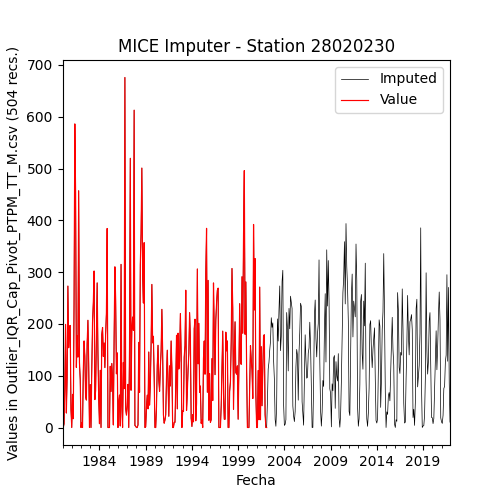 MICE Imputer - Station 28020230
Values in Outlier_IQR_Cap_Pivot_PTPM_TT_M.csv (504 recs.)
700
600
500
400
300
200
100
0
Imputed
Value
1984 1989 1994 1999 2004 2009 2014 2019
Fecha